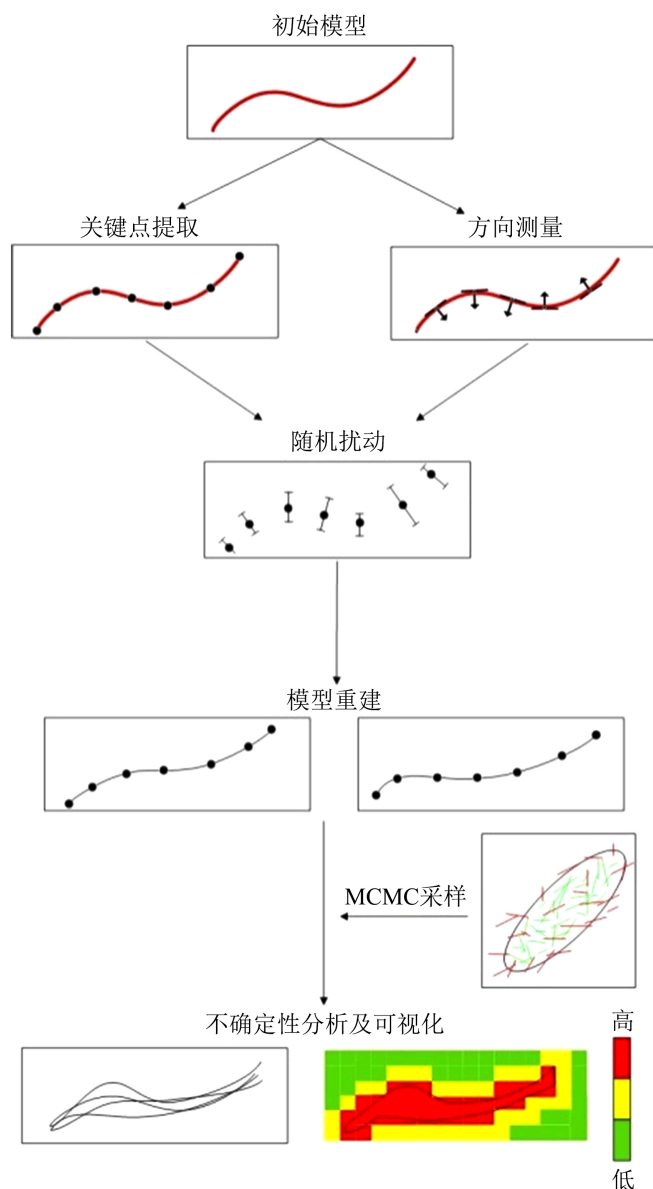 初始模型
关键点提取
方向测量
随机扰动
模型重建
MCMC采样
不确定性分析及可视化
高
低